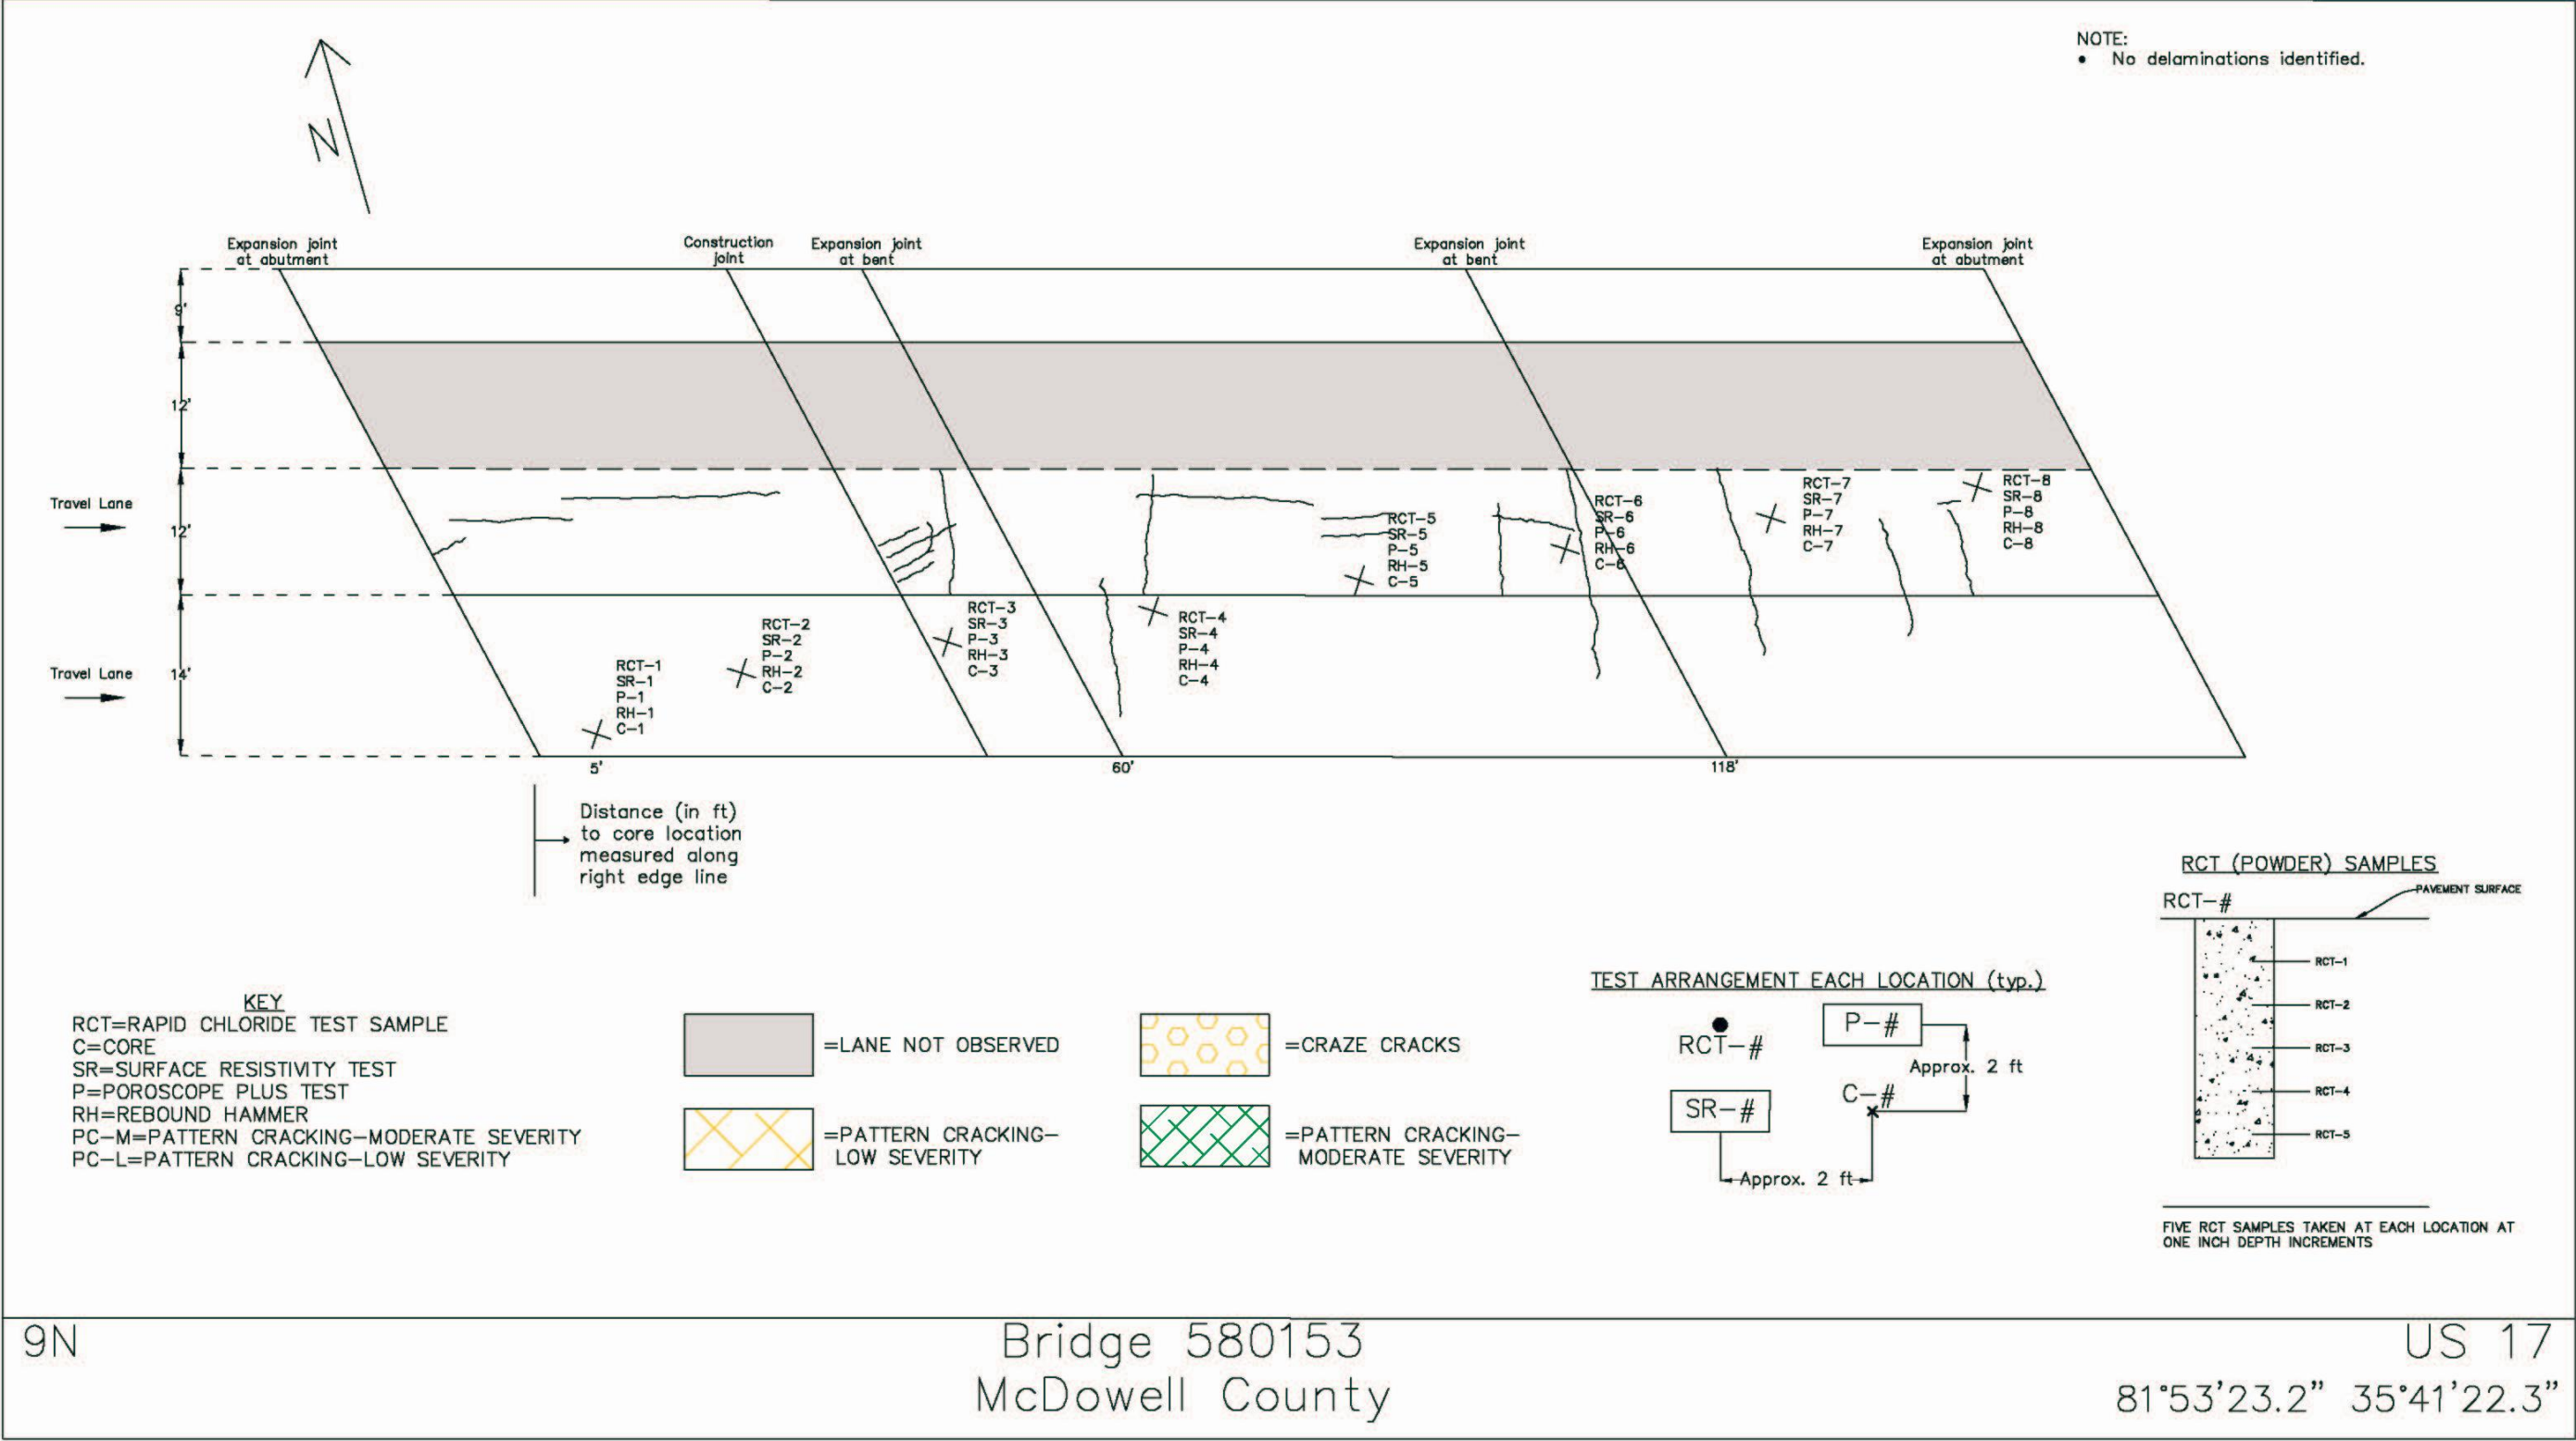 NOTE:
• No delaminations identified.
N
Expansion joint
at abutment
Construction
joint
Expansion joint
at bent
Expansion joint
at bent
Expansion joint
at abutment
9'
12'
Travel Lane
12'
Travel Lane
14'
RCT-1
SR-1
P-1
RH-1
C-1
RCT-2
SR-2
P-2
RH-2
C-2
RCT-3
SR-3
P-3
RH-3
C-3
RCT-4
SR-4
P-4
RH-4
C-4
RCT-5
SR-5
P-5
RH-5
C-5
RCT-6
SR-6
P-6
RH-6
C-6
RCT-7
SR-7
P-7
RH-7
C-7
RCT-8
SR-8
P-8
RH-8
C-8
5'
60'
118'
Distance (in ft)
to core location
measured along
right edge line
KEY
RCT=RAPID CHLORIDE TEST SAMPLE
C=CORE
SR=SURFACE RESISTIVITY TEST
P=POROSCOPE PLUS TEST
RH=REBOUND HAMMER
PC-M=PATTERN CRACKING-MODERATE SEVERITY
PC-L=PATTERN CRACKING-LOW SEVERITY
=LANE NOT OBSERVED
=PATTERN CRACKING-
LOW SEVERITY
=CRAZE CRACKS
=PATTERN CRACKING-
MODERATE SEVERITY
TEST ARRANGEMENT EACH LOCATION (typ.)
RCT-#
P-#
Approx. 2 ft
SR-#
C-#
Approx. 2 ft
RCT (POWDER) SAMPLES
PAVEMENT SURFACE
RCT-#
RCT-1
RCT-2
RCT-3
RCT-4
RCT-5
FIVE RCT SAMPLES TAKEN AT EACH LOCATION AT
ONE INCH DEPTH INCREMENTS
9N
Bridge 580153
McDowell County
US 17
81°53'23.2" 35°41'22.3"